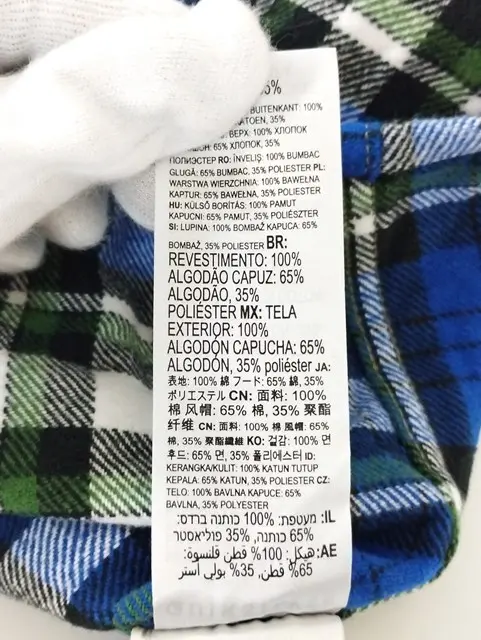 5%
BUITENKANT: 100%
KATOEN, 35%
ВЕРХ: 100% ХЛОПОК
65% ХЛОПОК, 35%
ПОЛИЭСТЕР RO: ÎNVELIŞ: 100% BUMBAC
GLUGĂ: 65% BUMBAC, 35% POLIESTER PL:
WARSTWA WIERZCHNIA: 100% BAWEŁNA
KAPTUR: 65% BAWEŁNA, 35% POLIESTER
HU: KÜLSŐ BORÍTÁS: 100% PAMUT
KAPUCNI: 65% PAMUT, 35% POLIÉSZTER
SI: LUPINA: 100% BOMBAŽ KAPUCA: 65%
BOMBAŽ, 35% POLIESTER BR:
REVESTIMENTO: 100%
ALGODÃO CAPUZ: 65%
ALGODÃO, 35%
POLIÉSTER MX: TELA
EXTERIOR: 100%
ALGODÓN CAPUCHA: 65%
ALGODÓN, 35% poliéster JA:
表地: 100% 綿 フード: 65% 綿, 35%
ポリエステル CN: 面料: 100%
棉 风帽: 65% 棉, 35% 聚酯
纤维 CN: 面料: 100% 棉 風帽: 65%
棉, 35% 聚酯纖維 KO: 겉감: 100% 면
후드: 65% 면, 35% 폴리에스터 ID:
KERANGKA/KULIT: 100% KATUN TUTUP
KEPALA: 65% KATUN, 35% POLIESTER CZ:
TELO: 100% BAVLNA KAPUCE: 65%
BAVLNA, 35% POLYESTER
IL: מעטפת: 100% כותנה ברדס:
65% כותנה, 35% פוליאסטר
AE: هيكل: 100% قطن قلنسوة:
65% قطن, 35% بولي أستر